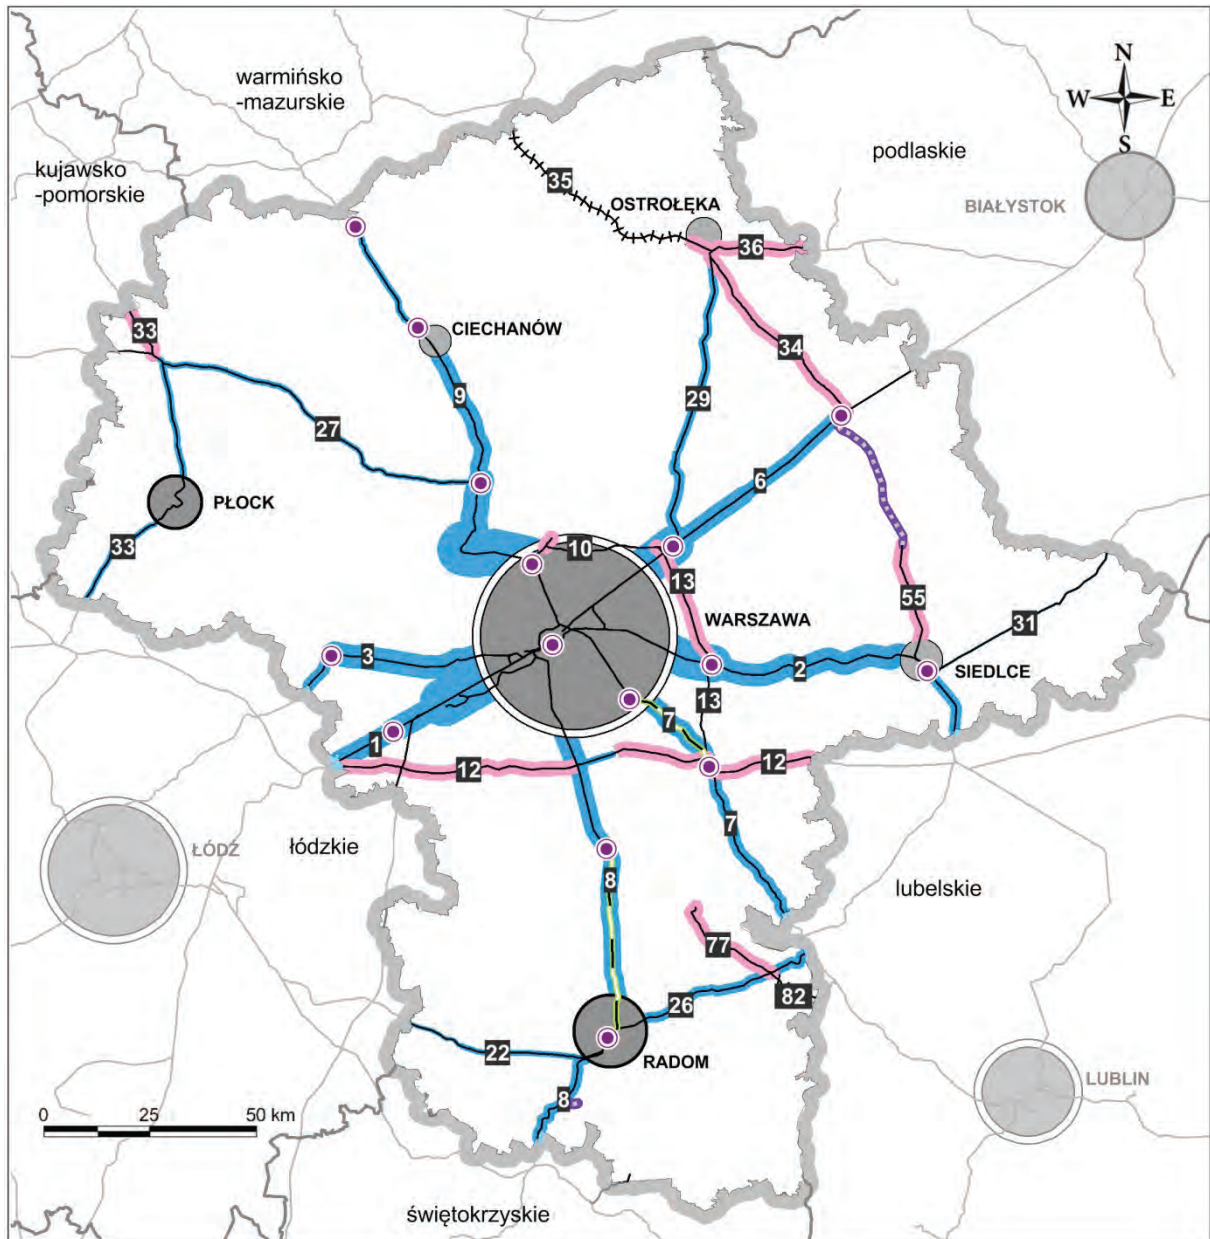 N
W
E
S
warmińsko
-mazurskie
kujawsko
-pomorskie
podlaskie
BIAŁYSTOK
35
OSTROŁĘKA
36
33
CIECHANÓW
34
9
29
27
6
PŁOCK
33
10
13
55
WARSZAWA
31
3
2
SIEDLCE
13
7
1
12
12
7
ŁÓDŹ
łódzkie
8
lubelskie
77
82
26
22
RADOM
LUBLIN
8
0 25 50 km
świętokrzyskie